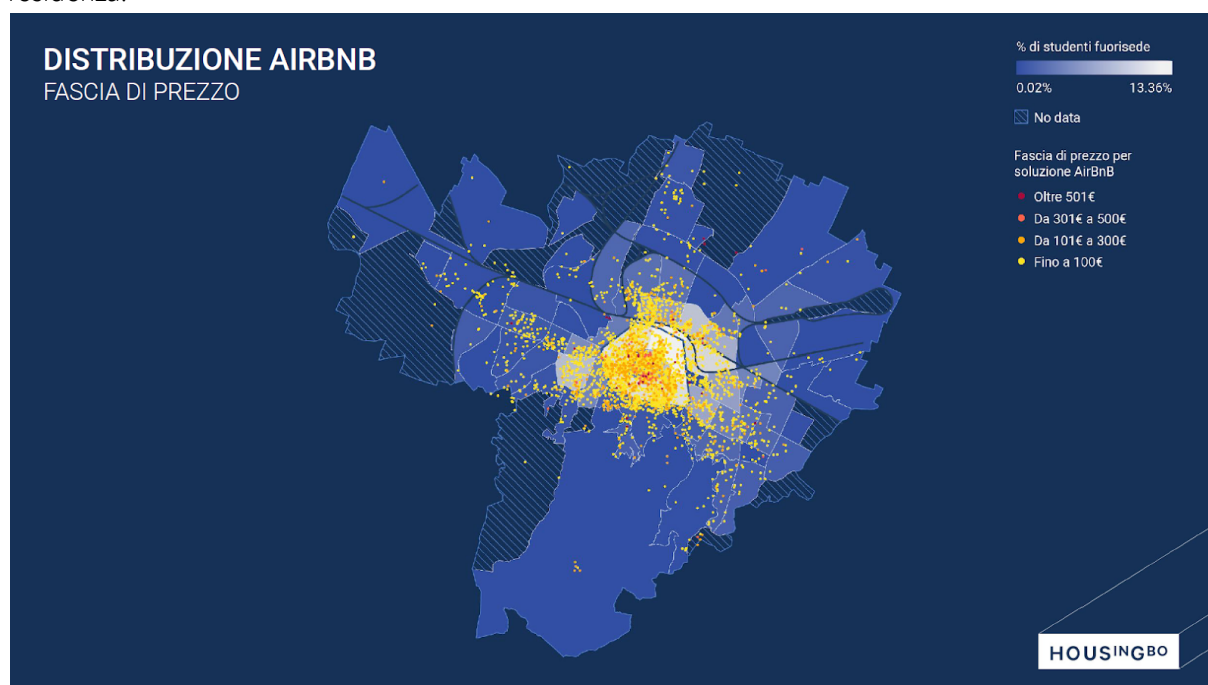 DISTRIBUZIONE AIRBNB
FASCIA DI PREZZO
% di studenti fuorisede
0.02% 13.36%
No data
Fascia di prezzo per
soluzione AirBnB
Oltre 501€
Da 301€ a 500€
Da 101€ a 300€
Fino a 100€
HOUSINGBO